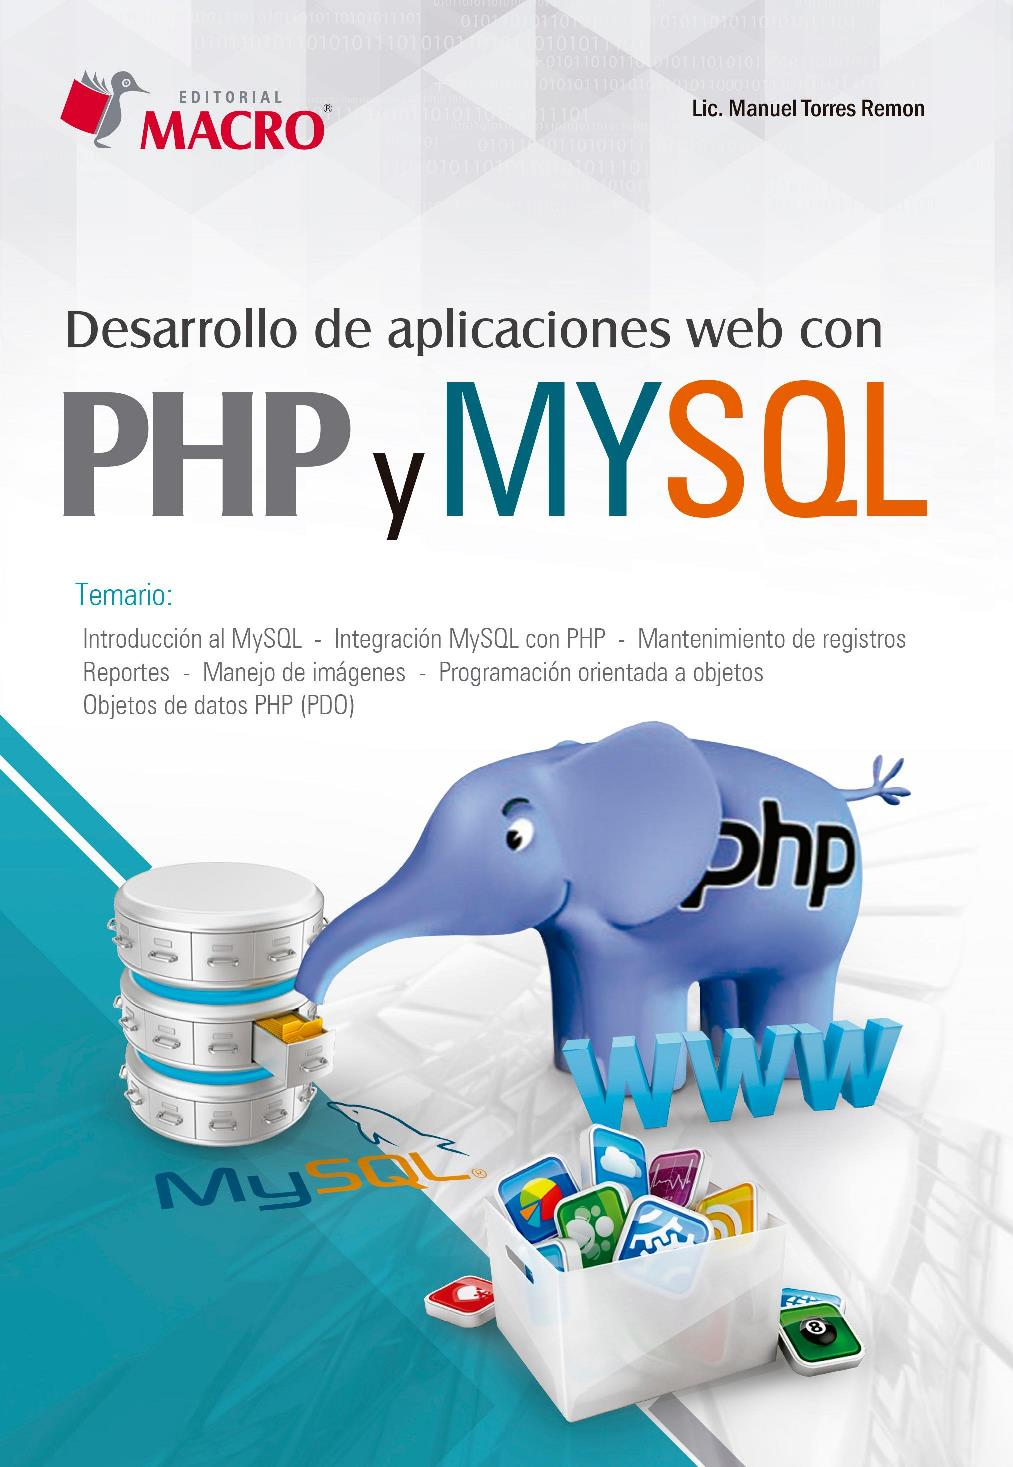 EDITORIAL
MACRO®
Lic. Manuel Torres Remon
Desarrollo de aplicaciones web con
PHP y MYSQL
Temario:
Introducción al MySQL - Integración MySQL con PHP - Mantenimiento de registros
Reportes - Manejo de imágenes - Programación orientada a objetos
Objetos de datos PHP (PDO)
php
www
MySQL®
8